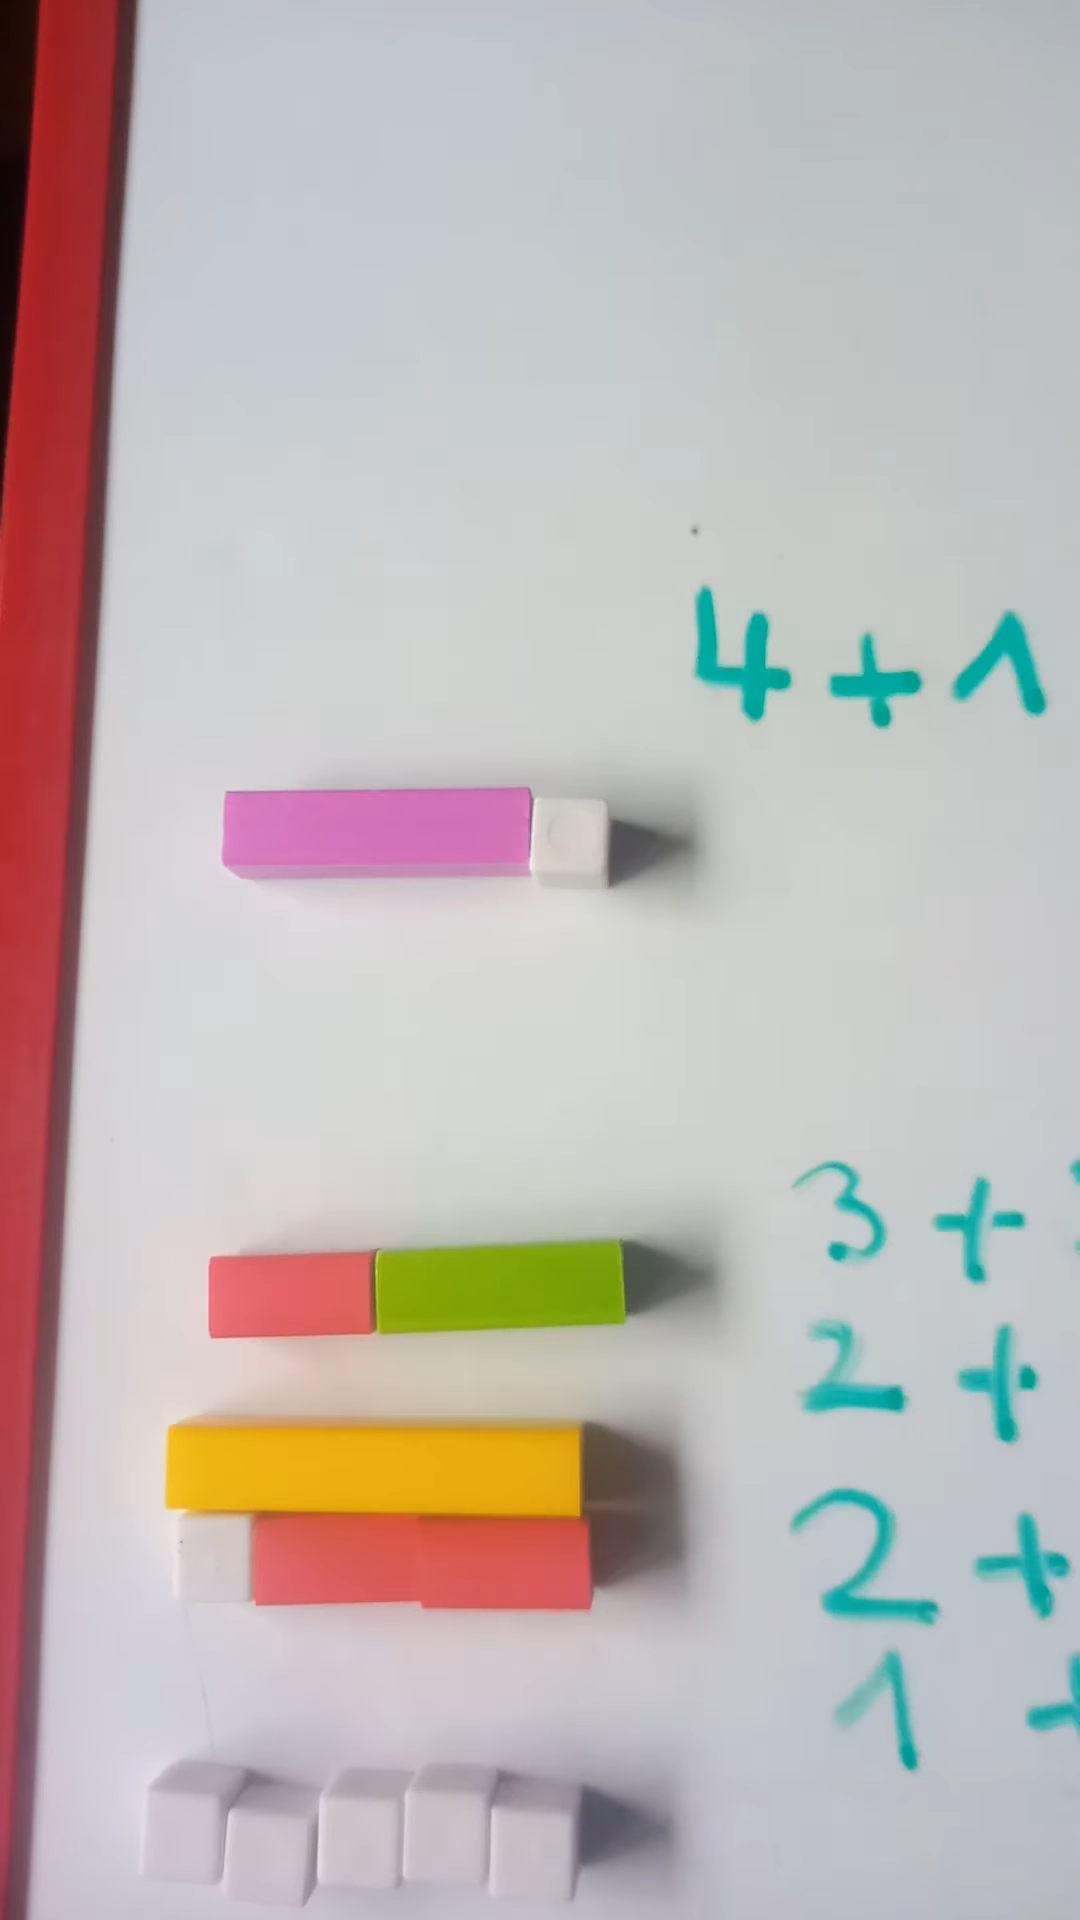 4 + 1
3 +
2 +
2 +
1 +